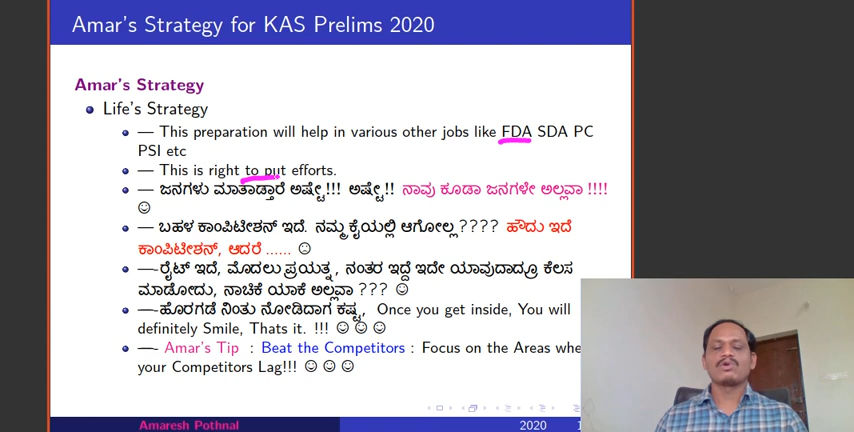 Amar's Strategy for KAS Prelims 2020
Amar's Strategy
Life's Strategy
— This preparation will help in various other jobs like FDA SDA PC
PSI etc
— This is right to put efforts.
— ಜನಗಳು ಮಾತಾಡ್ತಾರೆ ಅಷ್ಟೇ!!! ಅಷ್ಟೇ!! ನಾವು ಕೂಡಾ ಜನಗಳೇ ಅಲ್ಲವಾ !!!!
☺
— ಬಹಳ ಕಾಂಪಿಟೇಶನ್ ಇದೆ. ನಮ್ಮ ಕೈಯಲ್ಲಿ ಆಗೋಲ್ಲ???? ಹೌದು ಇದೆ
ಕಾಂಪಿಟೇಶನ್, ಆದರೆ ...... ☹
—-ರೈಟ್ ಇದೆ, ಮೊದಲು ಪ್ರಯತ್ನ, ನಂತರ ಇದ್ದೆ ಇದೇ ಯಾವುದಾದ್ರೂ ಕೆಲಸ
ಮಾಡೋದು, ನಾಚಿಕೆ ಯಾಕೆ ಅಲ್ಲವಾ ??? ☺
—-ಹೊರಗಡೆ ನಿಂತು ನೋಡಿದಾಗ ಕಷ್ಟ, Once you get inside, You will
definitely Smile, Thats it. !!! ☺ ☺ ☺
—- Amar's Tip : Beat the Competitors : Focus on the Areas whe
your Competitors Lag!!! ☺ ☺ ☺
Amaresh Pothnal 2020 1